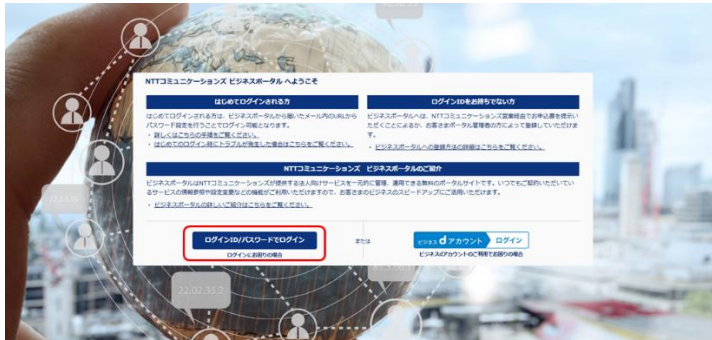 NTTコミュニケーションズ ビジネスポータル へようこそ
はじめてログインされる方
はじめてログインされる方は、ビジネスポータルから届いたメール内のURLから
パスワード設定を行うことでログイン可能となります。
・ 詳しくはこちらの手順をご覧ください。
・ はじめてのログイン時にトラブルが発生した場合はこちらをご覧ください。
ログインIDをお持ちでない方
ビジネスポータルへは、NTTコミュニケーションズ営業経由でお申込書を提示い
ただくことによるか、お客さまポータル管理者の方によって登録していただけま
す。
・ ビジネスポータルへの登録方法の詳細はこちらをご覧ください。
NTTコミュニケーションズ ビジネスポータルのご紹介
ビジネスポータルはNTTコミュニケーションズが提供する法人向けサービスを一元的に管理、運用できる無料のポータルサイトです。いつでもご契約いただいてい
るサービスの情報参照や設定変更などの機能がご利用いただけますので、お客さまのビジネスのスピードアップにご活用いただけます。
・ ビジネスポータルの詳しいご紹介はこちらをご覧ください。
ログインID/パスワードでログイン
または
ビジネス dアカウント ログイン
ログインにお困りの場合
ビジネスdアカウントのご利用でお困りの場合
22.02.35.2